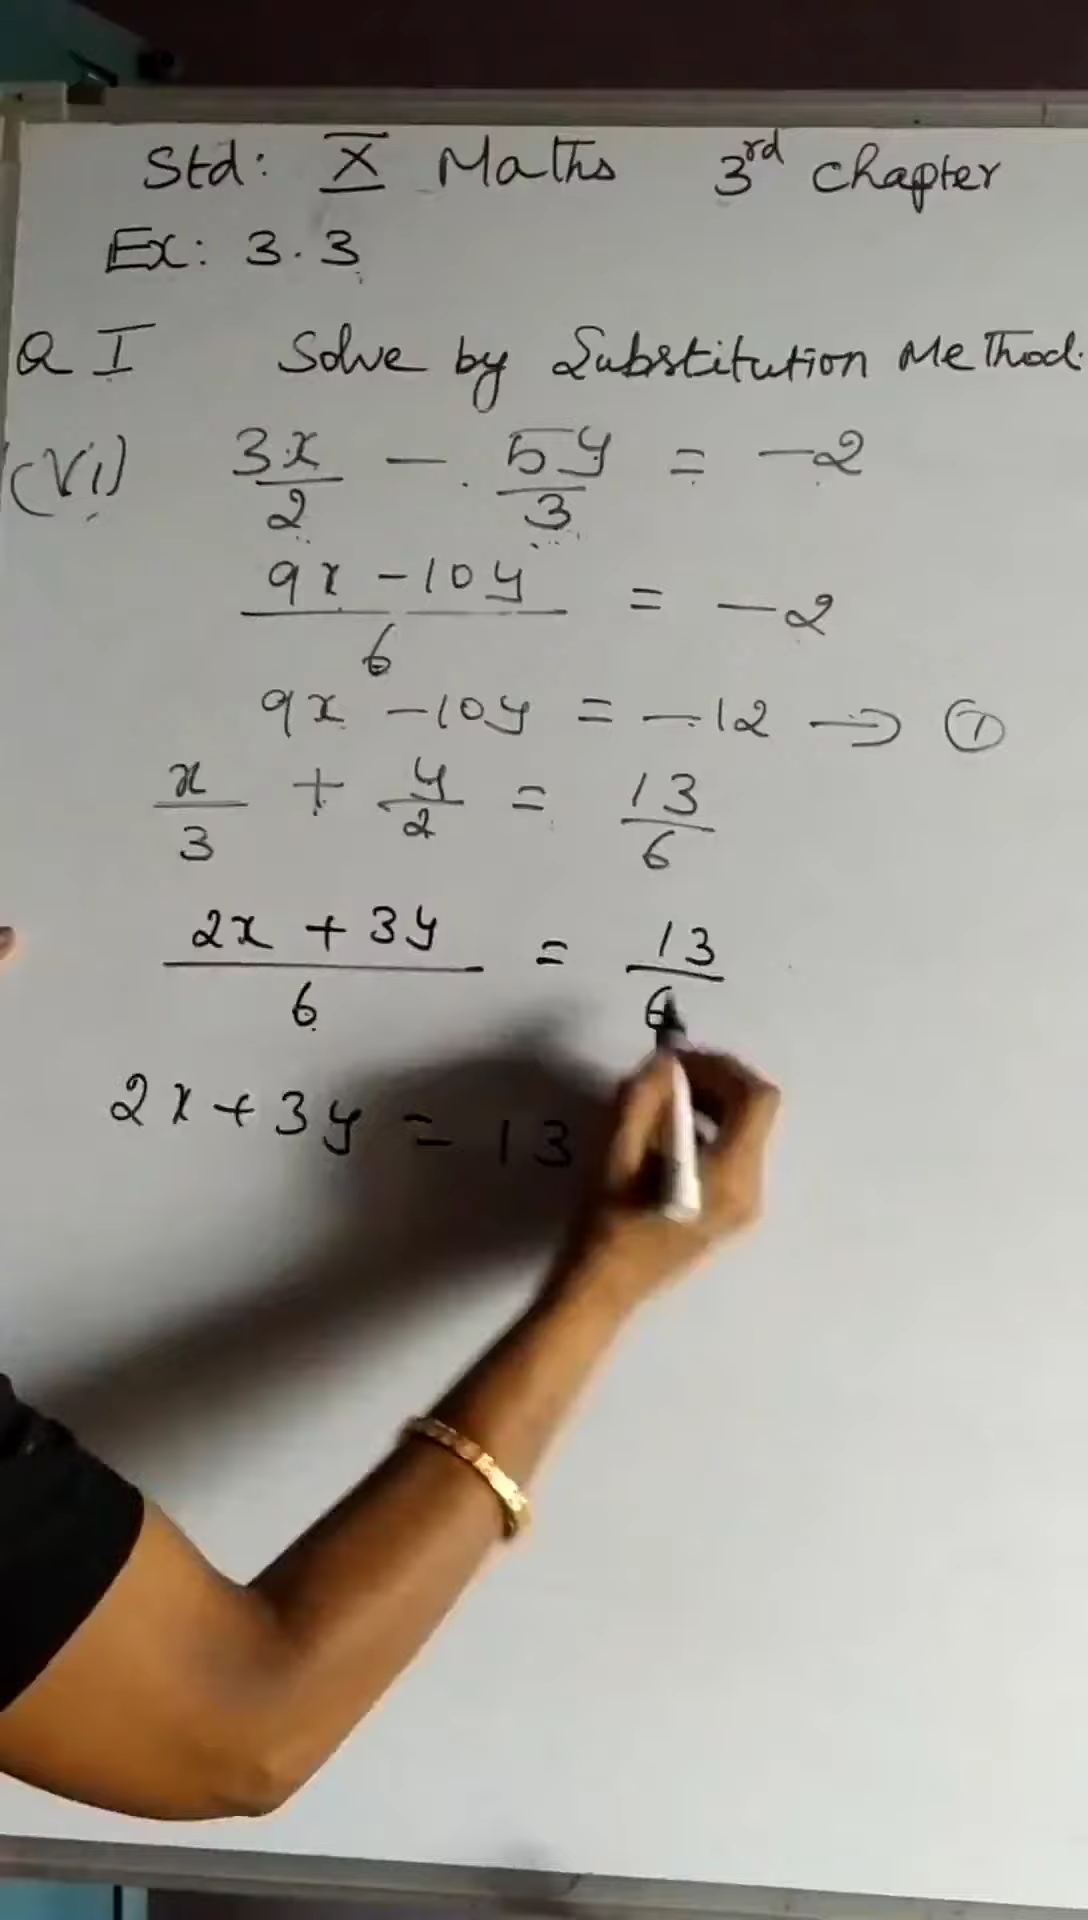 Std: X Maths 3rd chapter
Ex: 3.3
Q I Solve by Substitution Method.
(VI) 3x/2 - 5y/3 = -2
9x - 10y/6 = -2
9x - 10y = -12 → ①
x/3 + y/2 = 13/6
2x + 3y/6 = 13/6
2x + 3y = 13